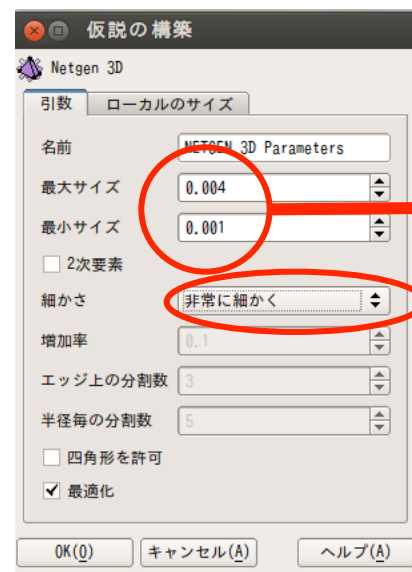 仮説の構築
Netgen 3D
引数 ローカルのサイズ
名前 NETGEN 3D Parameters
最大サイズ 0.004
最小サイズ 0.001
2次要素
細かさ 非常に細かく
増加率 0.1
エッジ上の分割数 3
半径毎の分割数 5
四角形を許可
最適化
OK(O) キャンセル(A) ヘルプ(A)